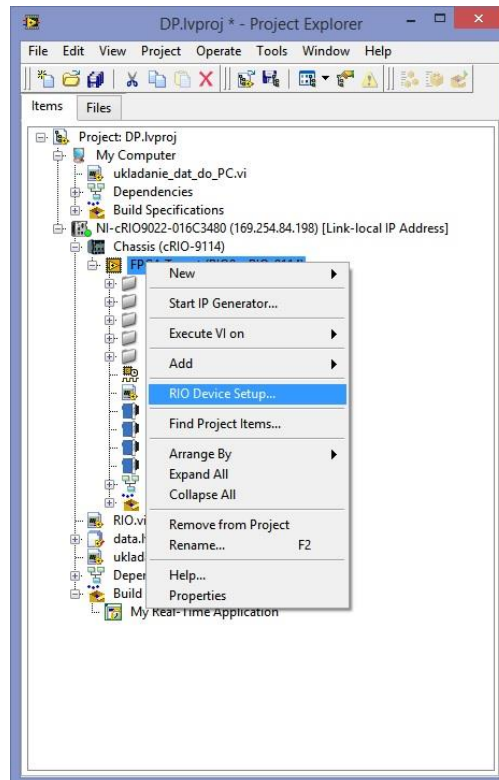 DP.lvproj * - Project Explorer
File Edit View Project Operate Tools Window Help
Items Files
Project: DP.lvproj
My Computer
ukladanie_dat_do_PC.vi
Dependencies
Build Specifications
NI-cRIO9022-016C3480 (169.254.84.198) [Link-local IP Address]
Chassis (cRIO-9114)
New
Start IP Generator...
Execute VI on
Add
RIO Device Setup...
Find Project Items...
Arrange By
Expand All
Collapse All
Remove from Project
Rename... F2
Help...
Properties
RIO.vi
data.l
uklad
Deper
Build
My Real-Time Application